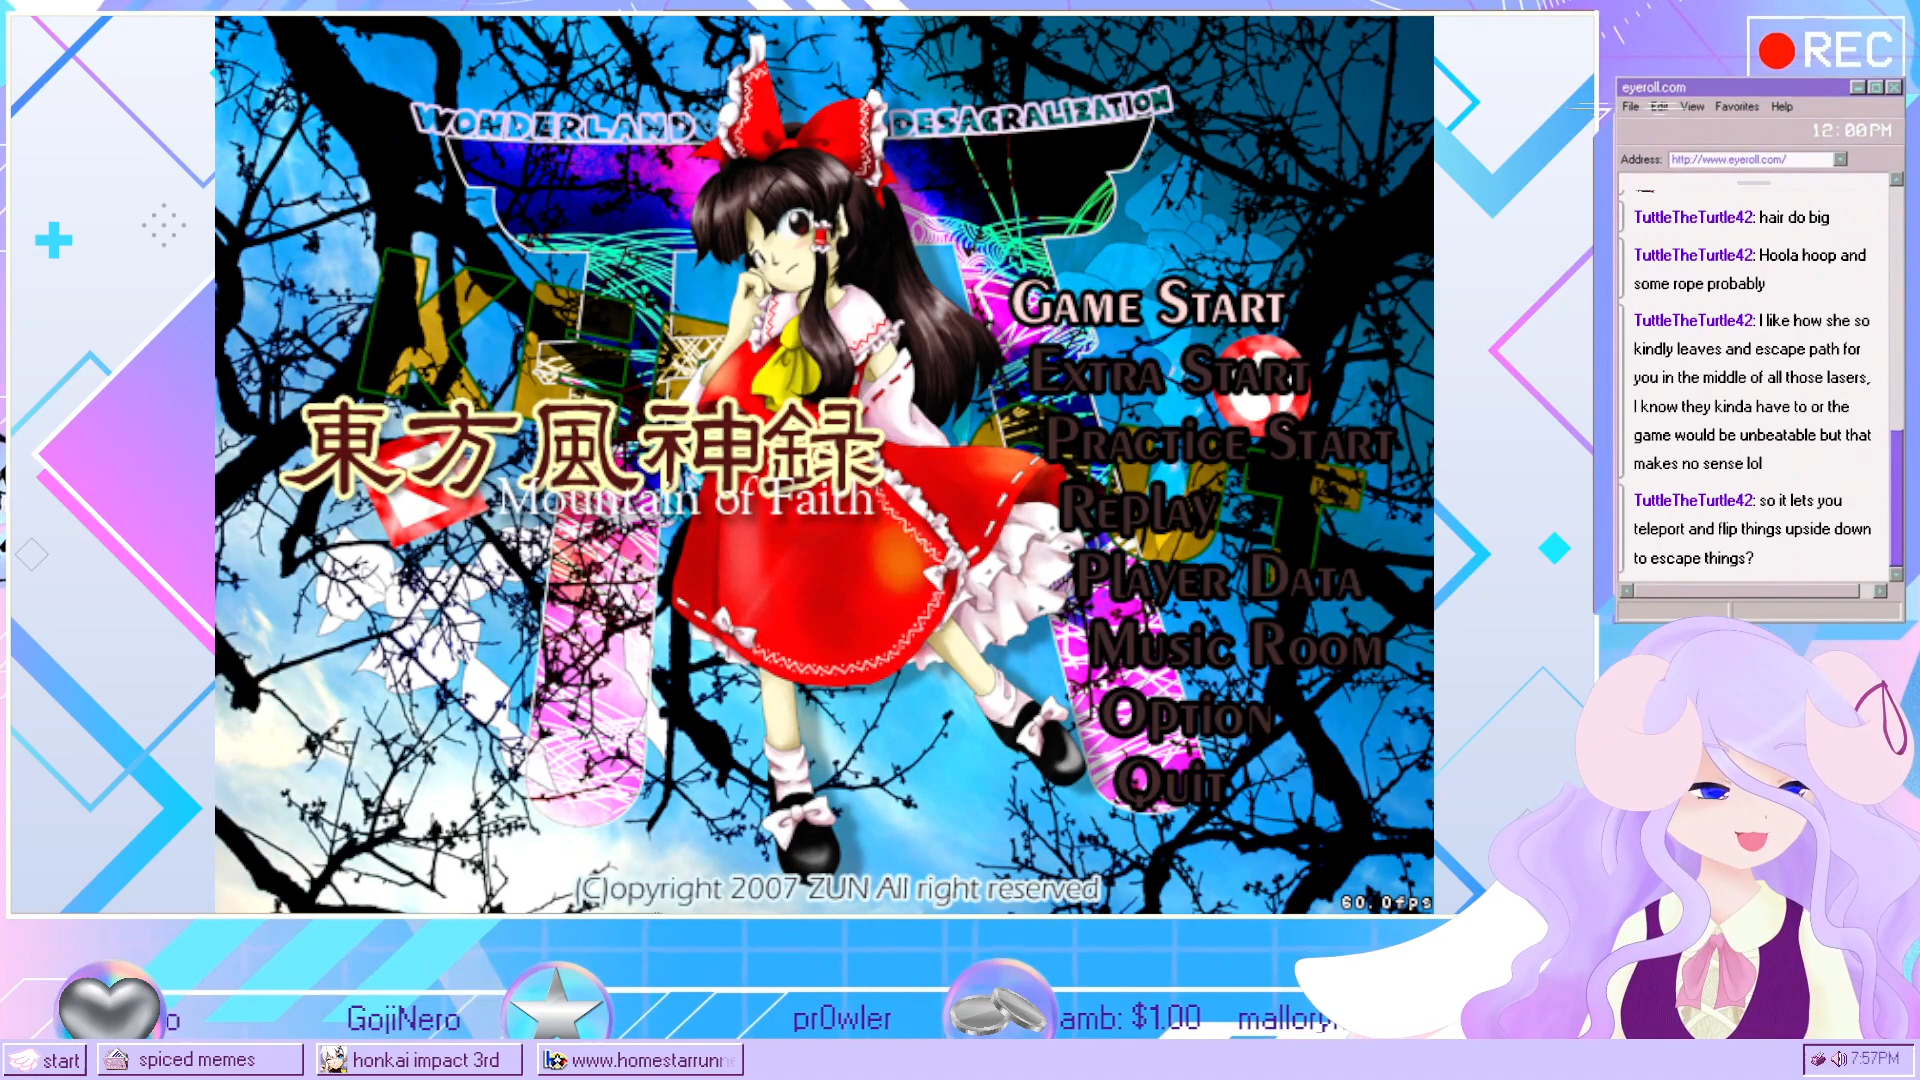 REC
eyeroll.com
File Edit View Favorites Help
12:00PM
Address: http://www.eyeroll.com/
TuttleTheTurtle42: hair do big
TuttleTheTurtle42: Hoola hoop and
some rope probably
TuttleTheTurtle42: I like how she so
kindly leaves and escape path for
you in the middle of all those lasers,
I know they kinda have to or the
game would be unbeatable but that
makes no sense lol
TuttleTheTurtle42: so it lets you
teleport and flip things upside down
to escape things?
WONDERLAND DESACRALIZATION
東方風神録
Mountain of Faith
Game Start
Extra Start
Practice Start
Replay
Player Data
Music Room
Option
Quit
(C)opyright 2007 ZUN All right reserved
60.0fps
o GojiNero pr0wler amb: $1.00
start spiced memes honkai impact 3rd www.homestarrunn
7:57PM